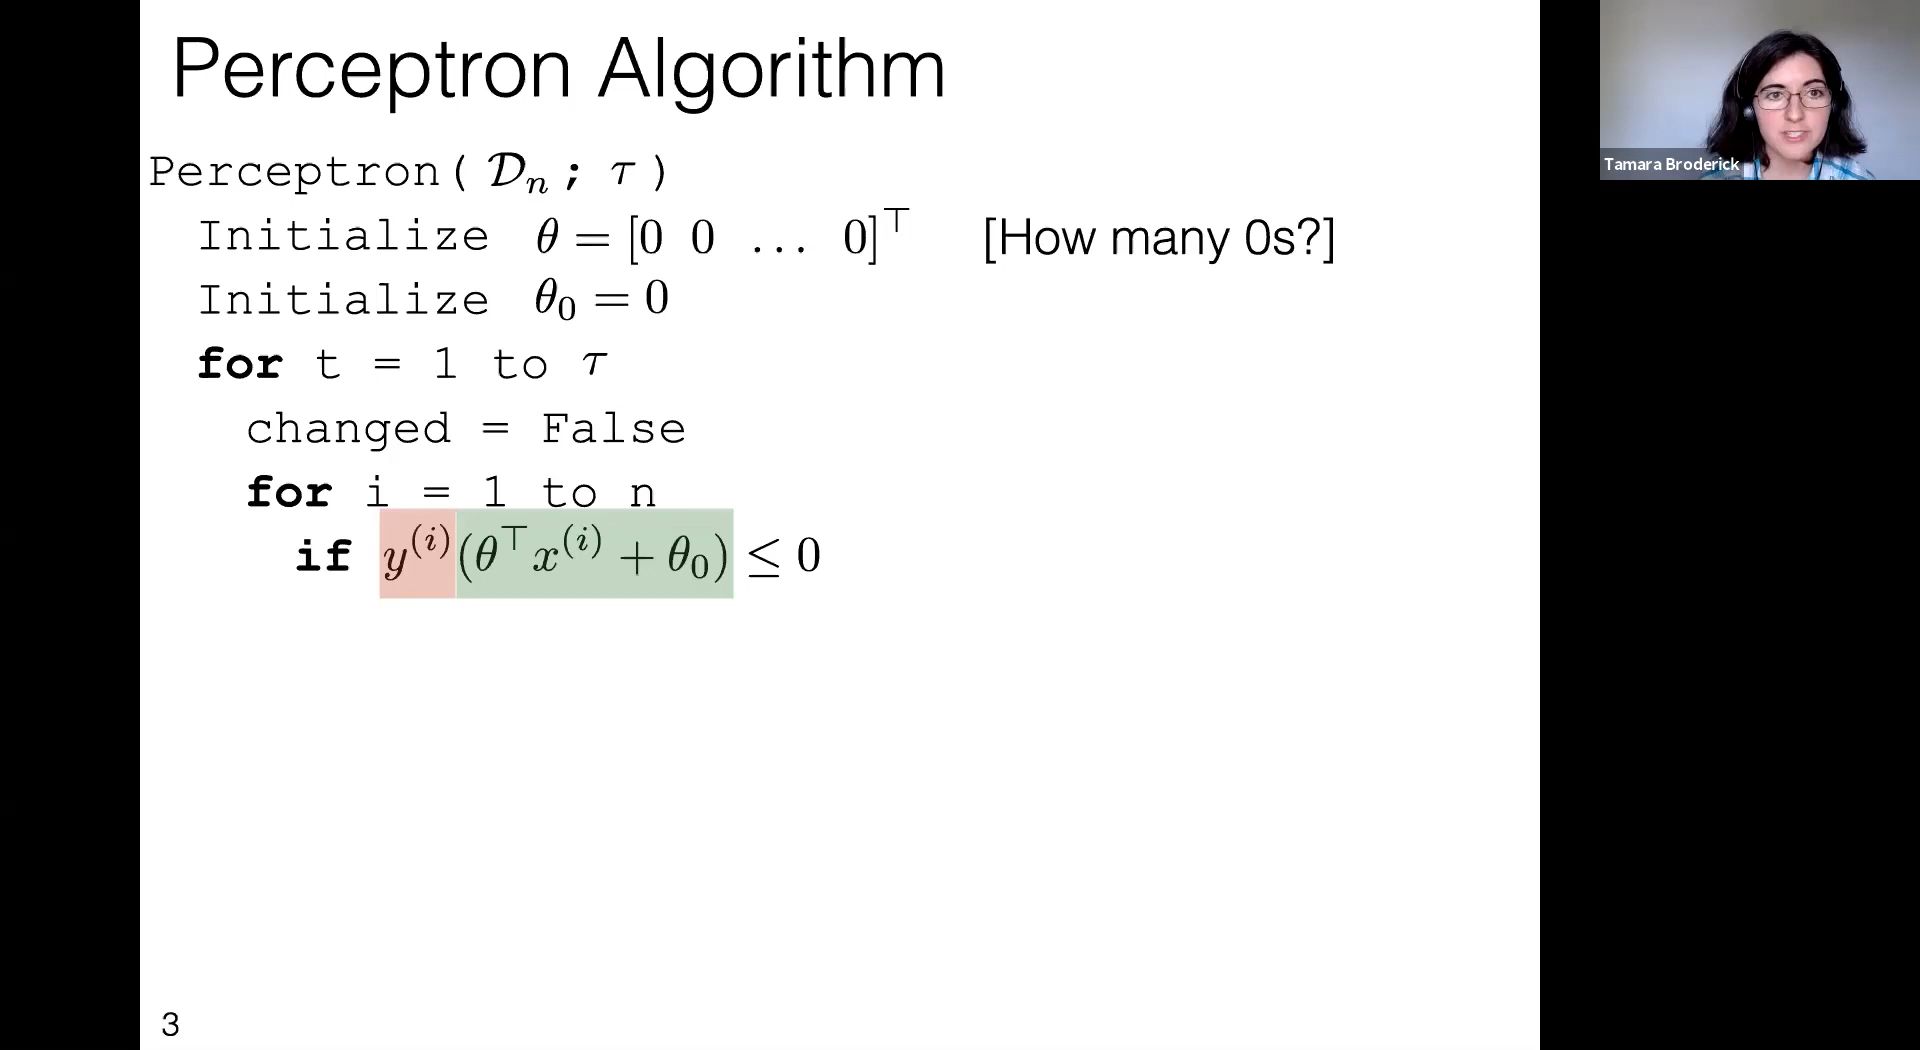 Perceptron Algorithm
Perceptron( 𝒟ₙ ; τ )
Initialize θ = [0 0 … 0]⊤ [How many 0s?]
Initialize θ₀ = 0
for t = 1 to τ
changed = False
for i = 1 to n
if y⁽ⁱ⁾(θ⊤x⁽ⁱ⁾ + θ₀) ≤ 0
3
Tamara Broderick